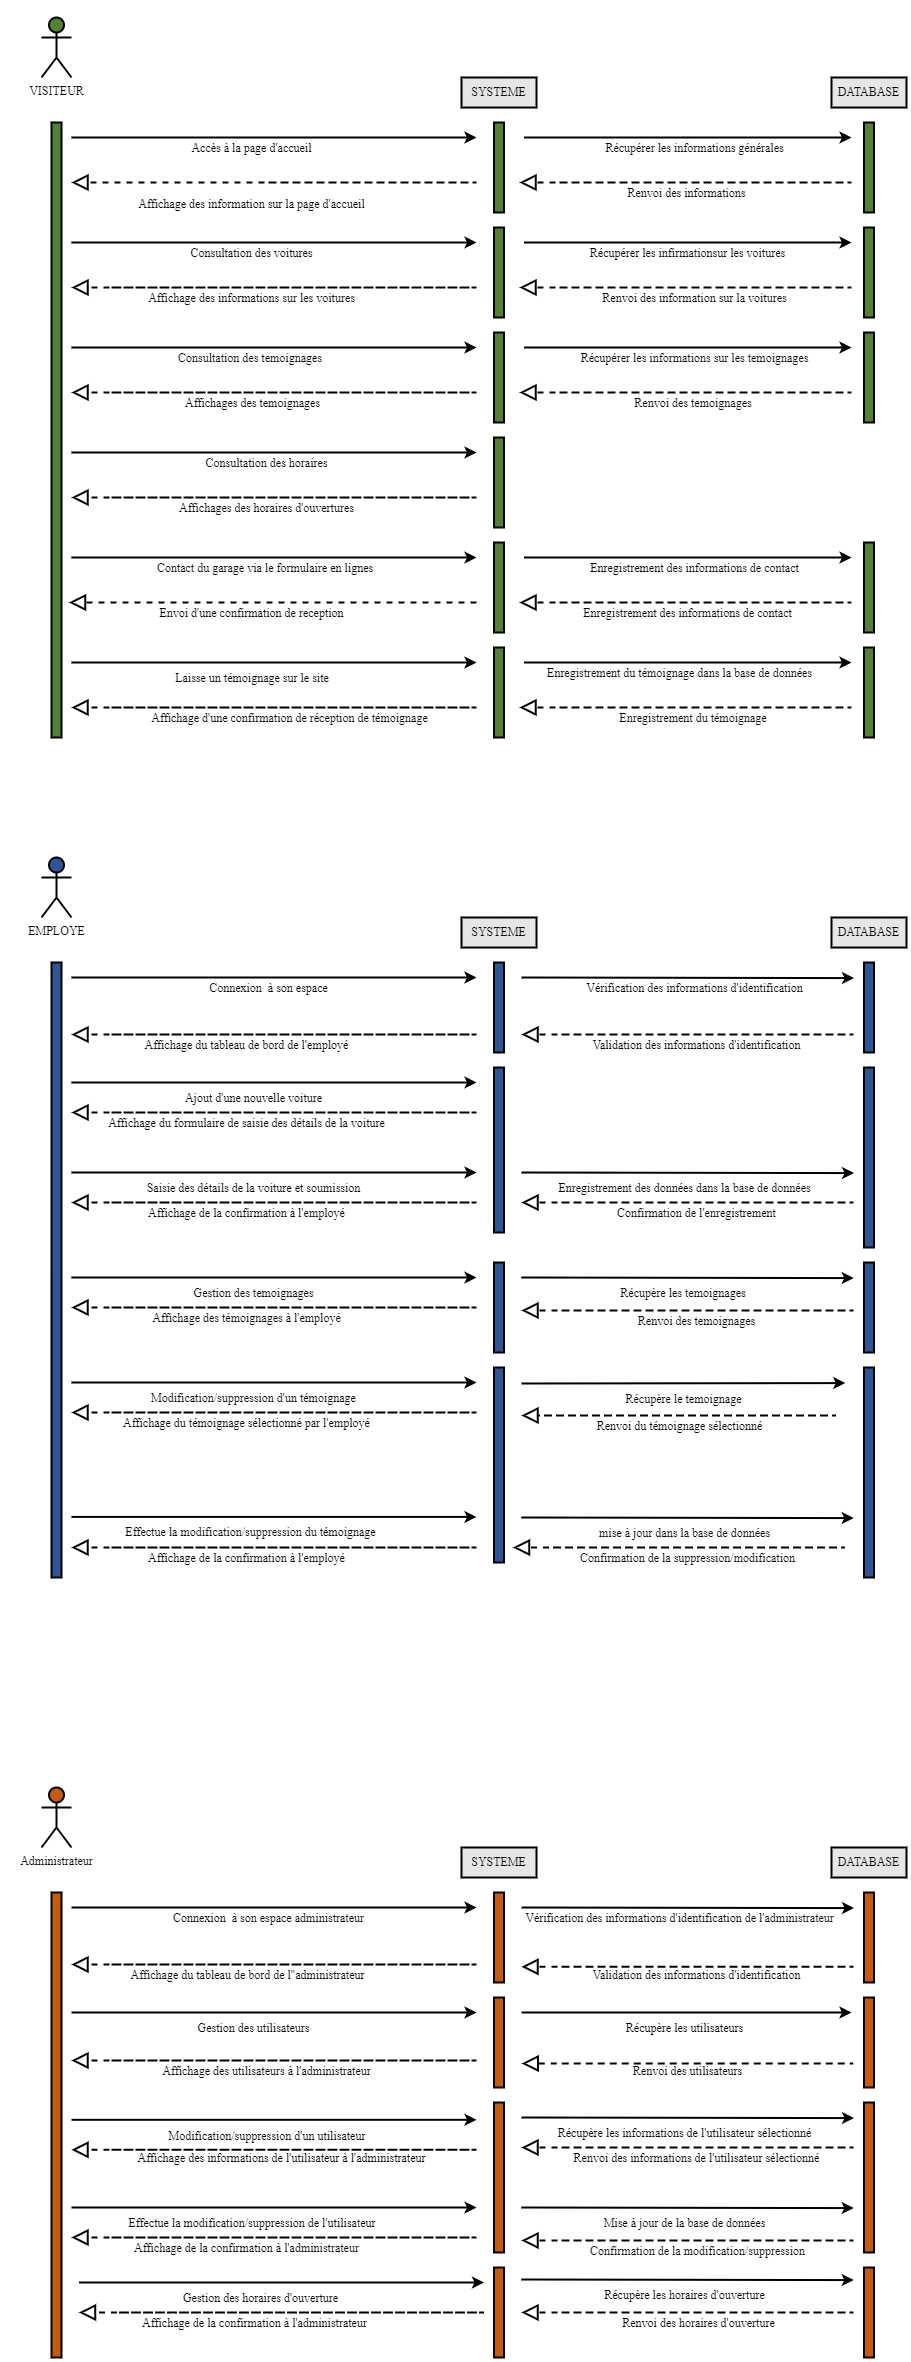 VISITEUR
SYSTEME
DATABASE
Accès à la page d'accueil
Récupérer les informations générales
Renvoi des informations
Affichage des information sur la page d'accueil
Consultation des voitures
Récupérer les infirmationsur les voitures
Affichage des informations sur les voitures
Renvoi des information sur la voitures
Consultation des temoignages
Récupérer les informations sur les temoignages
Affichages des temoignages
Renvoi des temoignages
Consultation des horaires
Affichages des horaires d'ouvertures
Contact du garage via le formulaire en lignes
Enregistrement des informations de contact
Envoi d'une confirmation de reception
Enregistrement des informations de contact
Laisse un témoignage sur le site
Enregistrement du témoignage dans la base de données
Affichage d'une confirmation de réception de témoignage
Enregistrement du témoignage
EMPLOYE
SYSTEME
DATABASE
Connexion  à son espace
Vérification des informations d'identification
Affichage du tableau de bord de l'employé
Validation des informations d'identification
Ajout d'une nouvelle voiture
Affichage du formulaire de saisie des détails de la voiture
Saisie des détails de la voiture et soumission
Enregistrement des données dans la base de données
Affichage de la confirmation à l'employé
Confirmation de l'enregistrement
Gestion des temoignages
Récupère les temoignages
Affichage des témoignages à l'employé
Renvoi des temoignages
Modification/suppression d'un témoignage
Récupère le temoignage
Affichage du témoignage sélectionné par l'employé
Renvoi du témoignage sélectionné
Effectue la modification/suppression du témoignage
mise à jour dans la base de données
Affichage de la confirmation à l'employé
Confirmation de la suppression/modification
Administrateur
SYSTEME
DATABASE
Connexion  à son espace administrateur
Vérification des informations d'identification de l'administrateur
Affichage du tableau de bord de l''administrateur
Validation des informations d'identification
Gestion des utilisateurs
Récupère les utilisateurs
Affichage des utilisateurs à l'administrateur
Renvoi des utilisateurs
Modification/suppression d'un utilisateur
Récupère les informations de l'utilisateur sélectionné
Affichage des informations de l'utilisateur à l'administrateur
Renvoi des informations de l'utilisateur sélectionné
Effectue la modification/suppression de l'utilisateur
Mise à jour de la base de données
Affichage de la confirmation à l'administrateur
Confirmation de la modification/suppression
Gestion des horaires d'ouverture
Récupère les horaires d'ouverture
Affichage de la confirmation à l'administrateur
Renvoi des horaires d'ouverture